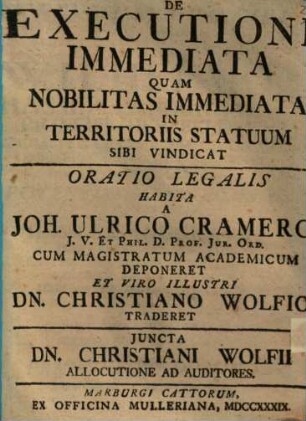 DE
EXECUTIONE
IMMEDIATA
QUAM
NOBILITAS IMMEDIATA
IN
TERRITORIIS STATUUM
SIBI VINDICAT
ORATIO LEGALIS
HABITA
A
JOH. ULRICO CRAMERO
J. V. ET PHIL. D. PROF. JUR. ORD.
CUM MAGISTRATUM ACADEMICUM
DEPONERET
ET VIRO ILLUSTRI
DN. CHRISTIANO WOLFIO
TRADERET
JUNCTA
DN. CHRISTIANI WOLFII
ALLOCUTIONE AD AUDITORES.
MARBURGI CATTORUM,
EX OFFICINA MULLERIANA, MDCCXXXIX.